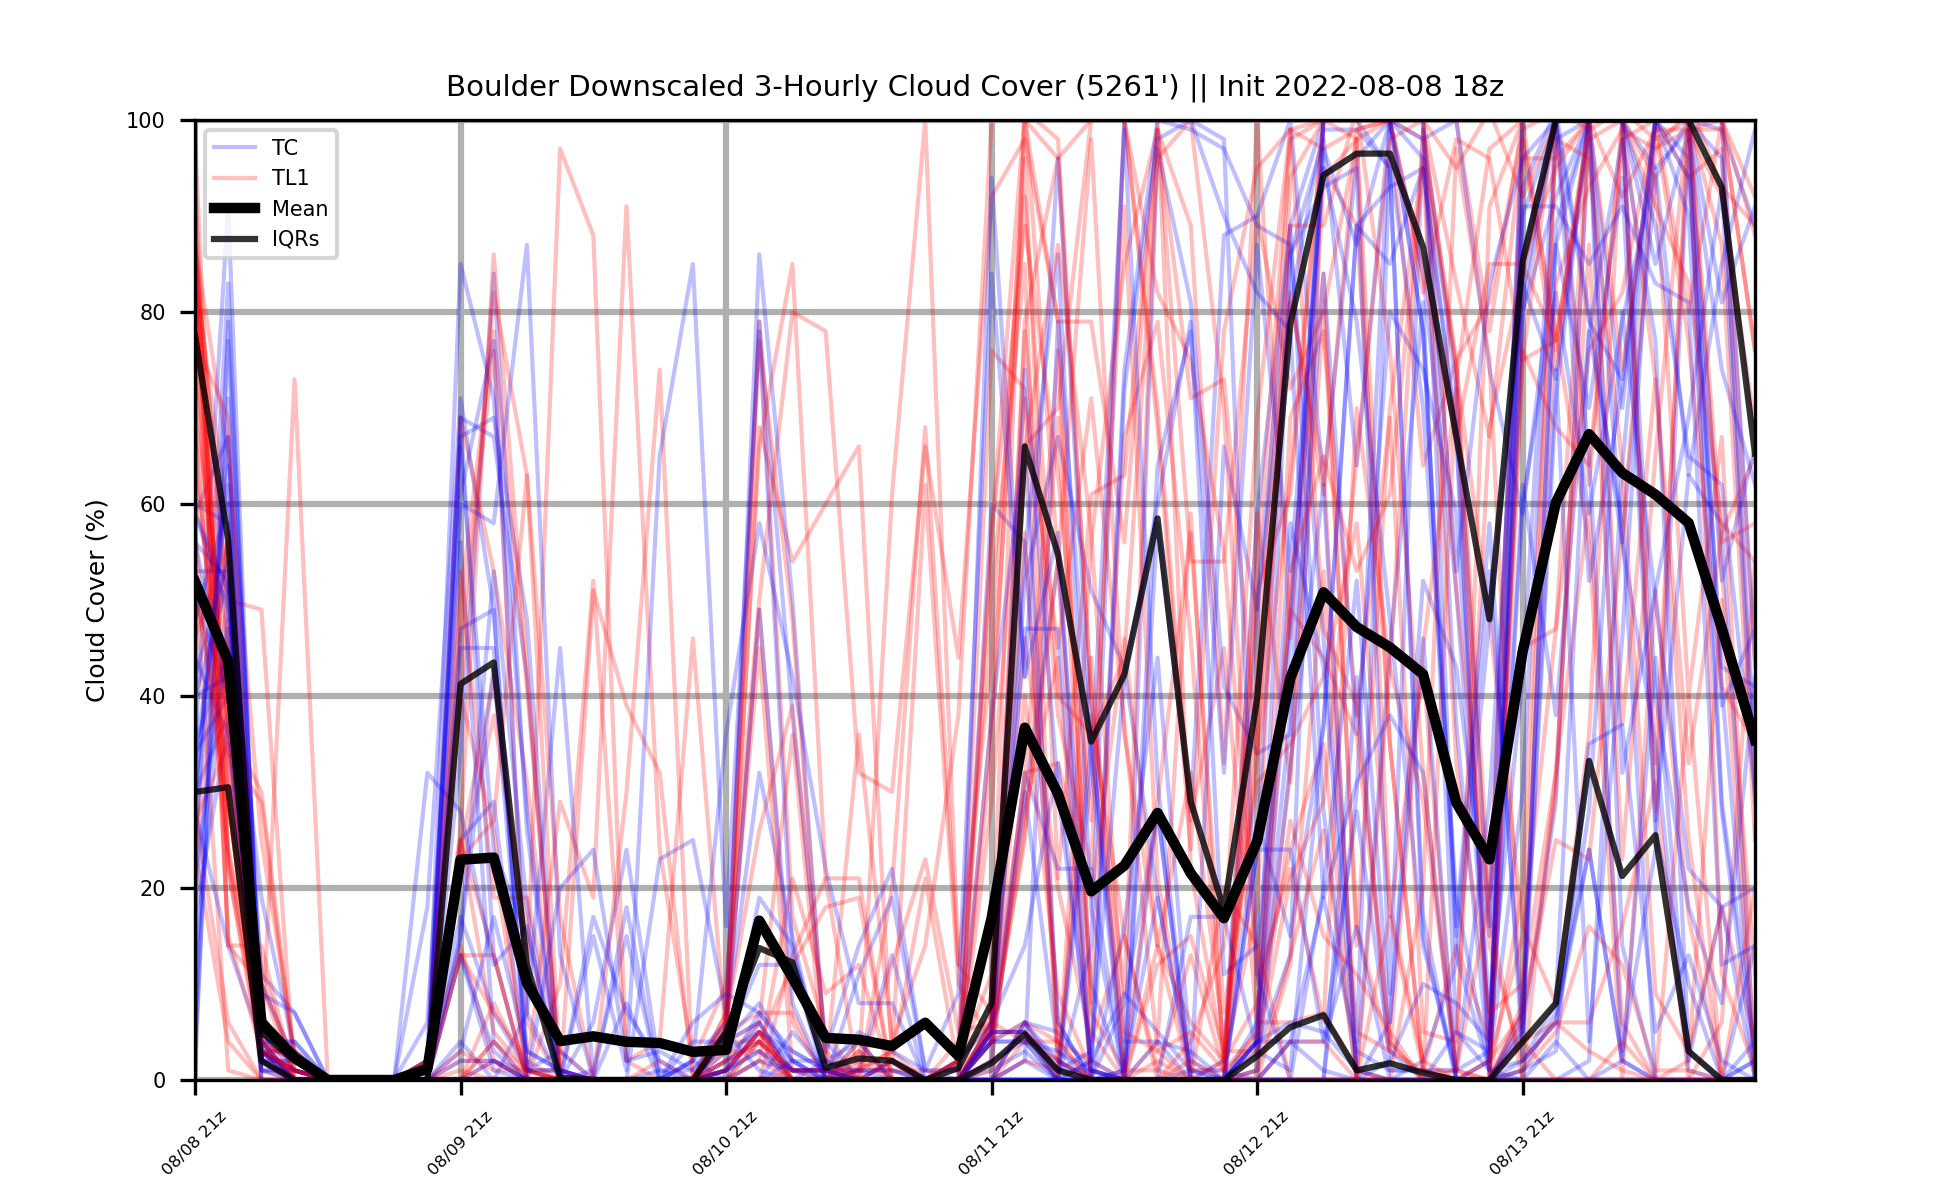 Boulder Downscaled 3-Hourly Cloud Cover (5261') || Init 2022-08-08 18z
100
80
60
40
20
0
Cloud Cover (%)
TC
TL1
Mean
IQRs
08/08 21z
08/09 21z
08/10 21z
08/11 21z
08/12 21z
08/13 21z